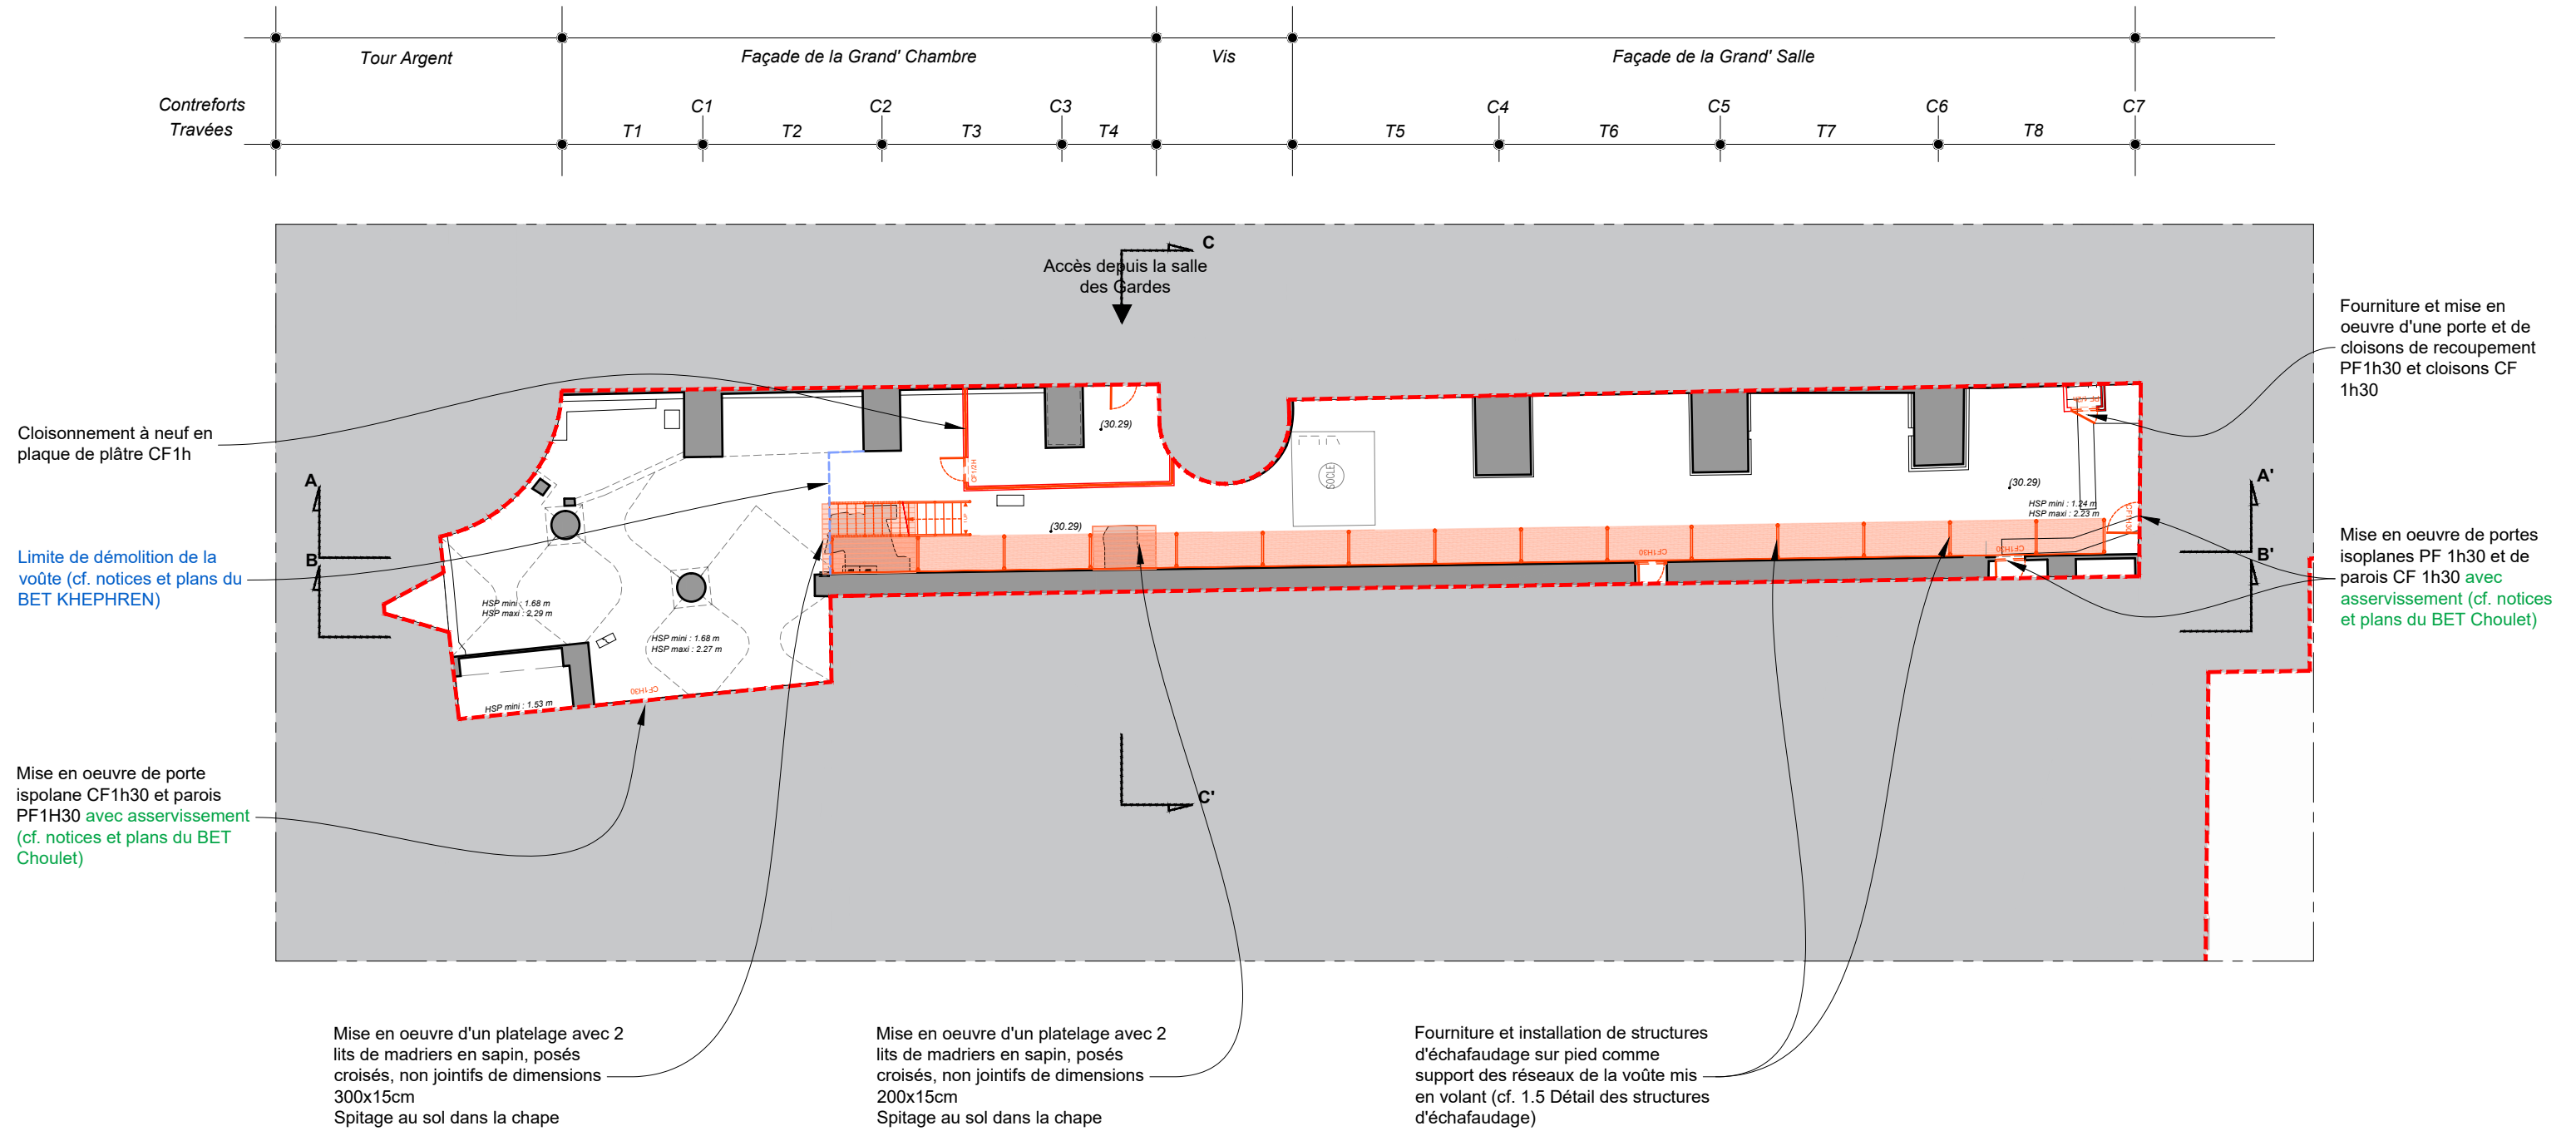 Tour Argent
Façade de la Grand' Chambre
Vis
Façade de la Grand' Salle
Contreforts
C1
C2
C3
C4
C5
C6
C7
Travées
T1
T2
T3
T4
T5
T6
T7
T8
C
Accès depuis la salle
des Gardes
Fourniture et mise en
oeuvre d'une porte et de
cloisons de recoupement
PF1h30 et cloisons CF
1h30
Cloisonnement à neuf en
plaque de plâtre CF1h
(30.29)
CF1/2H
SOCLE
A
A'
(30.29)
HSP mini : 1.24 m
HSP maxi : 2.23 m
CF1H30
(30.29)
B
B'
Limite de démolition de la
voûte (cf. notices et plans du
BET KHEPHREN)
CF1H30
CF1H30
Mise en oeuvre de portes
isoplanes PF 1h30 et de
parois CF 1h30 avec
asservissement (cf. notices
et plans du BET Choulet)
HSP mini : 1.68 m
HSP maxi : 2.29 m
HSP mini : 1.68 m
HSP maxi : 2.27 m
CF1H30
HSP mini : 1.53 m
Mise en oeuvre de porte
ispolane CF1h30 et parois
PF1H30 avec asservissement
(cf. notices et plans du BET
Choulet)
C'
Mise en oeuvre d'un platelage avec 2
lits de madriers en sapin, posés
croisés, non jointifs de dimensions
300x15cm
Spitage au sol dans la chape
Mise en oeuvre d'un platelage avec 2
lits de madriers en sapin, posés
croisés, non jointifs de dimensions
200x15cm
Spitage au sol dans la chape
Fourniture et installation de structures
d'échafaudage sur pied comme
support des réseaux de la voûte mis
en volant (cf. 1.5 Détail des structures
d'échafaudage)